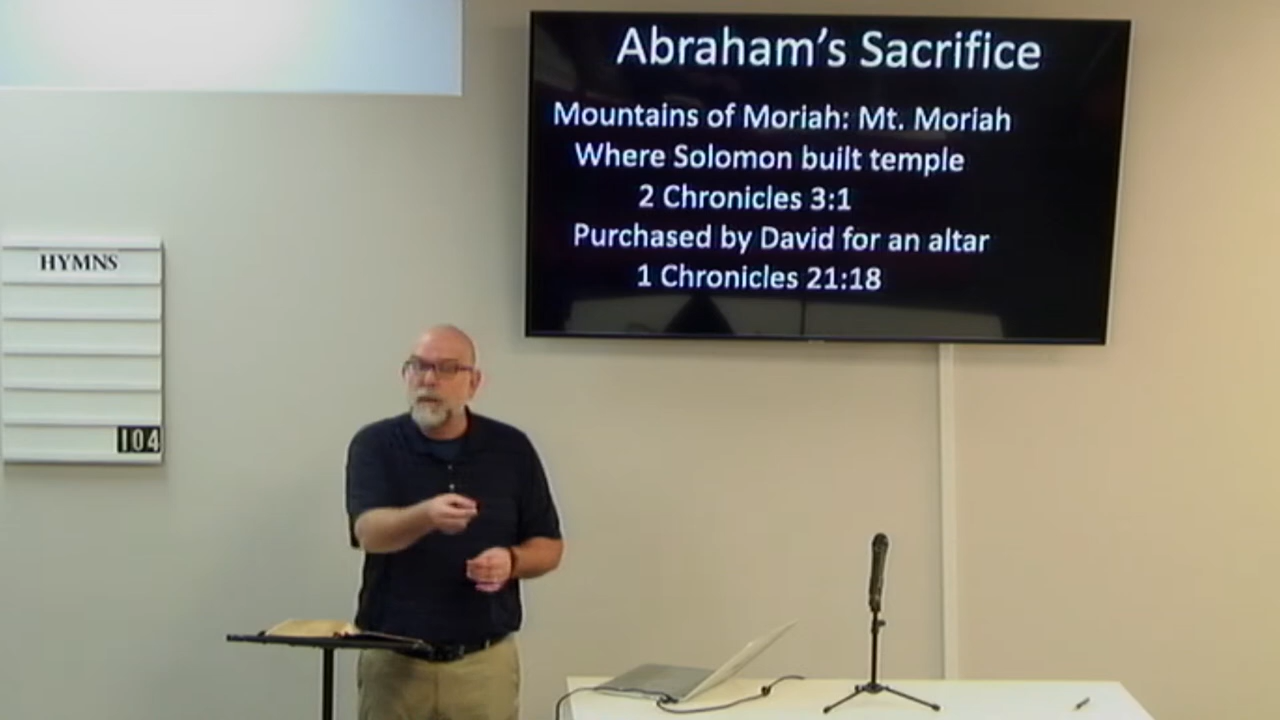 Abraham's Sacrifice
Mountains of Moriah: Mt. Moriah
Where Solomon built temple
2 Chronicles 3:1
Purchased by David for an altar
1 Chronicles 21:18
HYMNS
104